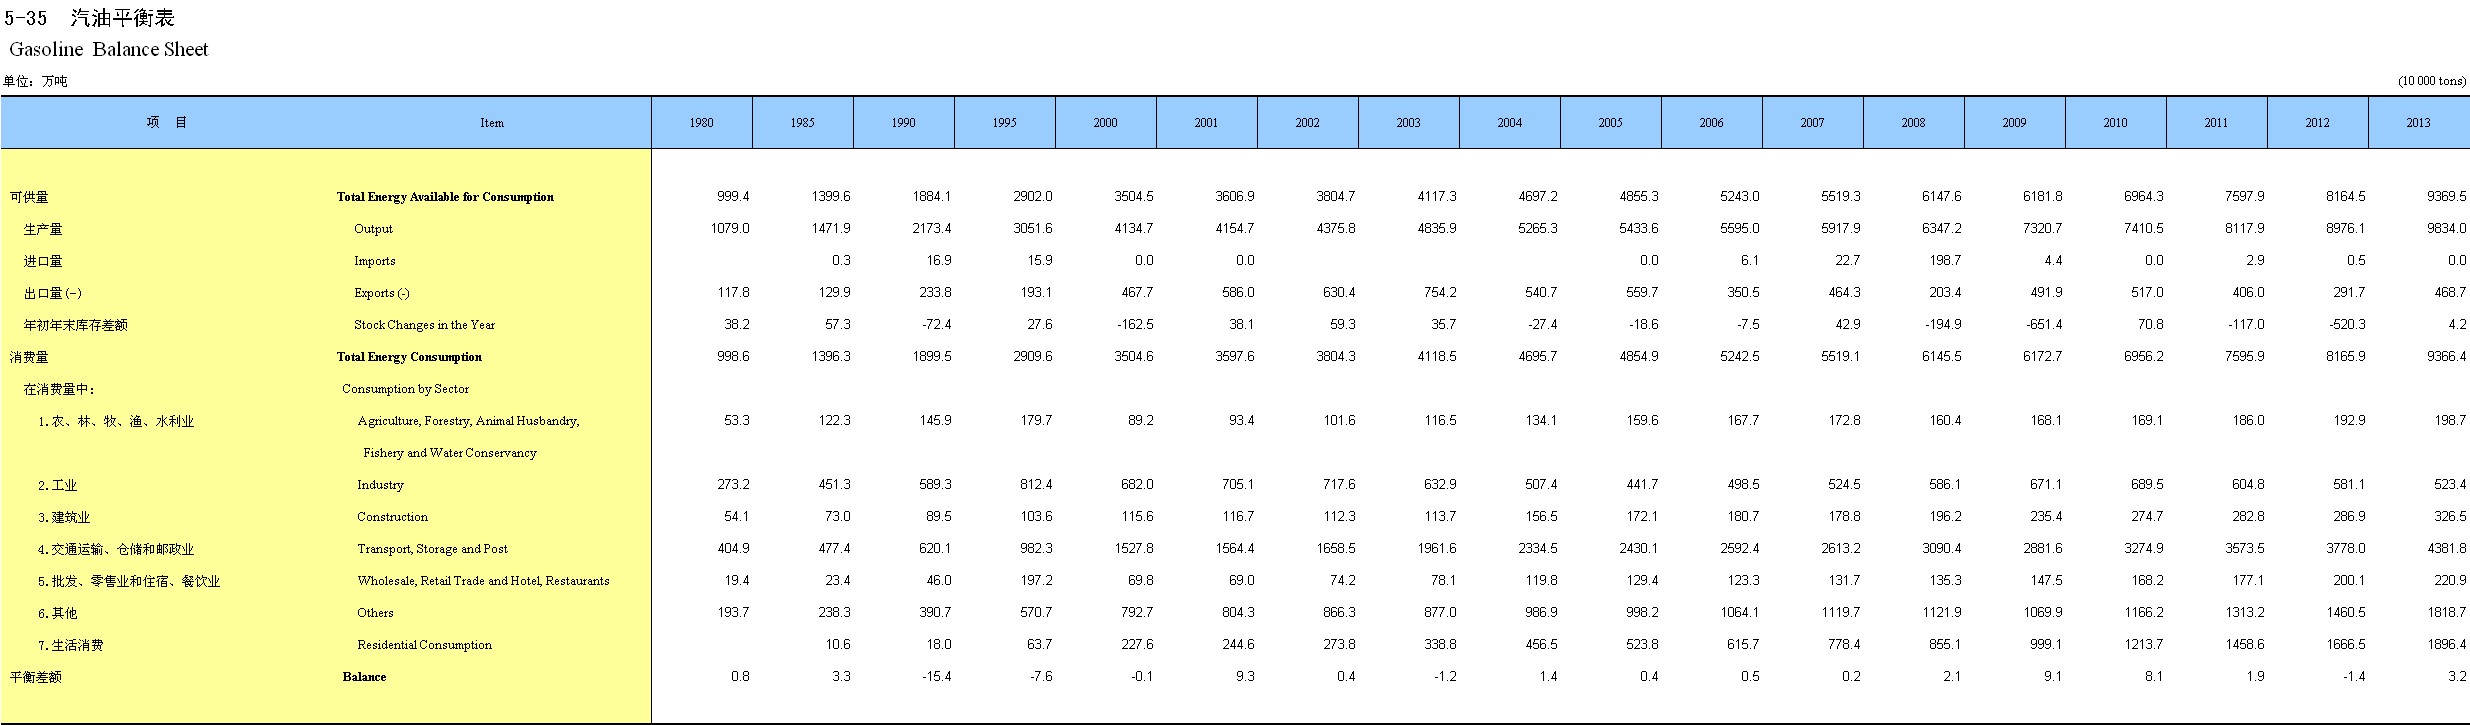 5-35 汽油平衡表
Gasoline Balance Sheet
单位：万吨 (10 000 tons)
项 目 Item 1980 1985 1990 1995 2000 2001 2002 2003 2004 2005 2006 2007 2008 2009 2010 2011 2012 2013
可供量 Total Energy Available for Consumption 999.4 1399.6 1884.1 2902.0 3504.5 3606.9 3804.7 4117.3 4697.2 4855.3 5243.0 5519.3 6147.6 6181.8 6964.3 7597.9 8164.5 9369.5
生产量 Output 1079.0 1471.9 2173.4 3051.6 4134.7 4154.7 4375.8 4835.9 5265.3 5433.6 5595.0 5917.9 6347.2 7320.7 7410.5 8117.9 8976.1 9834.0
进口量 Imports 0.3 16.9 15.9 0.0 0.0 0.0 6.1 22.7 198.7 4.4 0.0 2.9 0.5 0.0
出口量(-) Exports (-) 117.8 129.9 233.8 193.1 467.7 586.0 630.4 754.2 540.7 559.7 350.5 464.3 203.4 491.9 517.0 406.0 291.7 468.7
年初年末库存差额 Stock Changes in the Year 38.2 57.3 -72.4 27.6 -162.5 38.1 59.3 35.7 -27.4 -18.6 -7.5 42.9 -194.9 -651.4 70.8 -117.0 -520.3 4.2
消费量 Total Energy Consumption 998.6 1396.3 1899.5 2909.6 3504.6 3597.6 3804.3 4118.5 4695.7 4854.9 5242.5 5519.1 6145.5 6172.7 6956.2 7595.9 8165.9 9366.4
在消费量中： Consumption by Sector
1.农、林、牧、渔、水利业 Agriculture, Forestry, Animal Husbandry, 53.3 122.3 145.9 179.7 89.2 93.4 101.6 116.5 134.1 159.6 167.7 172.8 160.4 168.1 169.1 186.0 192.9 198.7
Fishery and Water Conservancy
2.工业 Industry 273.2 451.3 589.3 812.4 682.0 705.1 717.6 632.9 507.4 441.7 498.5 524.5 586.1 671.1 689.5 604.8 581.1 523.4
3.建筑业 Construction 54.1 73.0 89.5 103.6 115.6 116.7 112.3 113.7 156.5 172.1 180.7 178.8 196.2 235.4 274.7 282.8 286.9 326.5
4.交通运输、仓储和邮政业 Transport, Storage and Post 404.9 477.4 620.1 982.3 1527.8 1564.4 1658.5 1961.6 2334.5 2430.1 2592.4 2613.2 3090.4 2881.6 3274.9 3573.5 3778.0 4381.8
5.批发、零售业和住宿、餐饮业 Wholesale, Retail Trade and Hotel, Restaurants 19.4 23.4 46.0 197.2 69.8 69.0 74.2 78.1 119.8 129.4 123.3 131.7 135.3 147.5 168.2 177.1 200.1 220.9
6.其他 Others 193.7 238.3 390.7 570.7 792.7 804.3 866.3 877.0 986.9 998.2 1064.1 1119.7 1121.9 1069.9 1166.2 1313.2 1460.5 1818.7
7.生活消费 Residential Consumption 10.6 18.0 63.7 227.6 244.6 273.8 338.8 456.5 523.8 615.7 778.4 855.1 999.1 1213.7 1458.6 1666.5 1896.4
平衡差额 Balance 0.8 3.3 -15.4 -7.6 -0.1 9.3 0.4 -1.2 1.4 0.4 0.5 0.2 2.1 9.1 8.1 1.9 -1.4 3.2